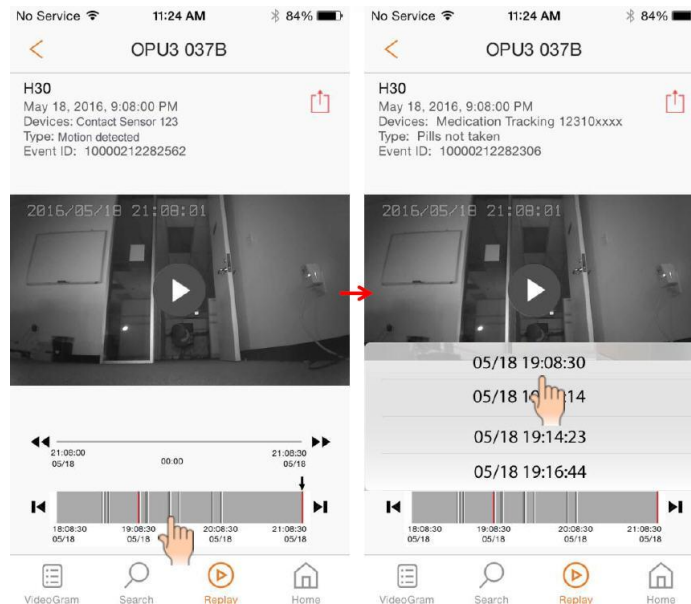 No Service 11:24 AM 84%
OPU3 037B
H30
May 18, 2016, 9:08:00 PM
Devices: Contact Sensor 123
Type: Motion detected
Event ID: 10000212282562
2016/05/18 21:08:01
21:08:00
05/18
00:00
21:08:30
05/18
18:08:30
05/18
19:08:30
05/18
20:08:30
05/18
21:08:30
05/18
VideoGram Search Replay Home
No Service 11:24 AM 84%
OPU3 037B
H30
May 18, 2016, 9:08:00 PM
Devices: Medication Tracking 12310xxxx
Type: Pills not taken
Event ID: 10000212282306
2016/05/18 21:08:01
05/18 19:08:30
05/18
05/18 19:14:23
05/18 19:16:44
18:08:30
05/18
19:08:30
05/18
20:08:30
05/18
21:08:30
05/18
VideoGram Search Replay Home